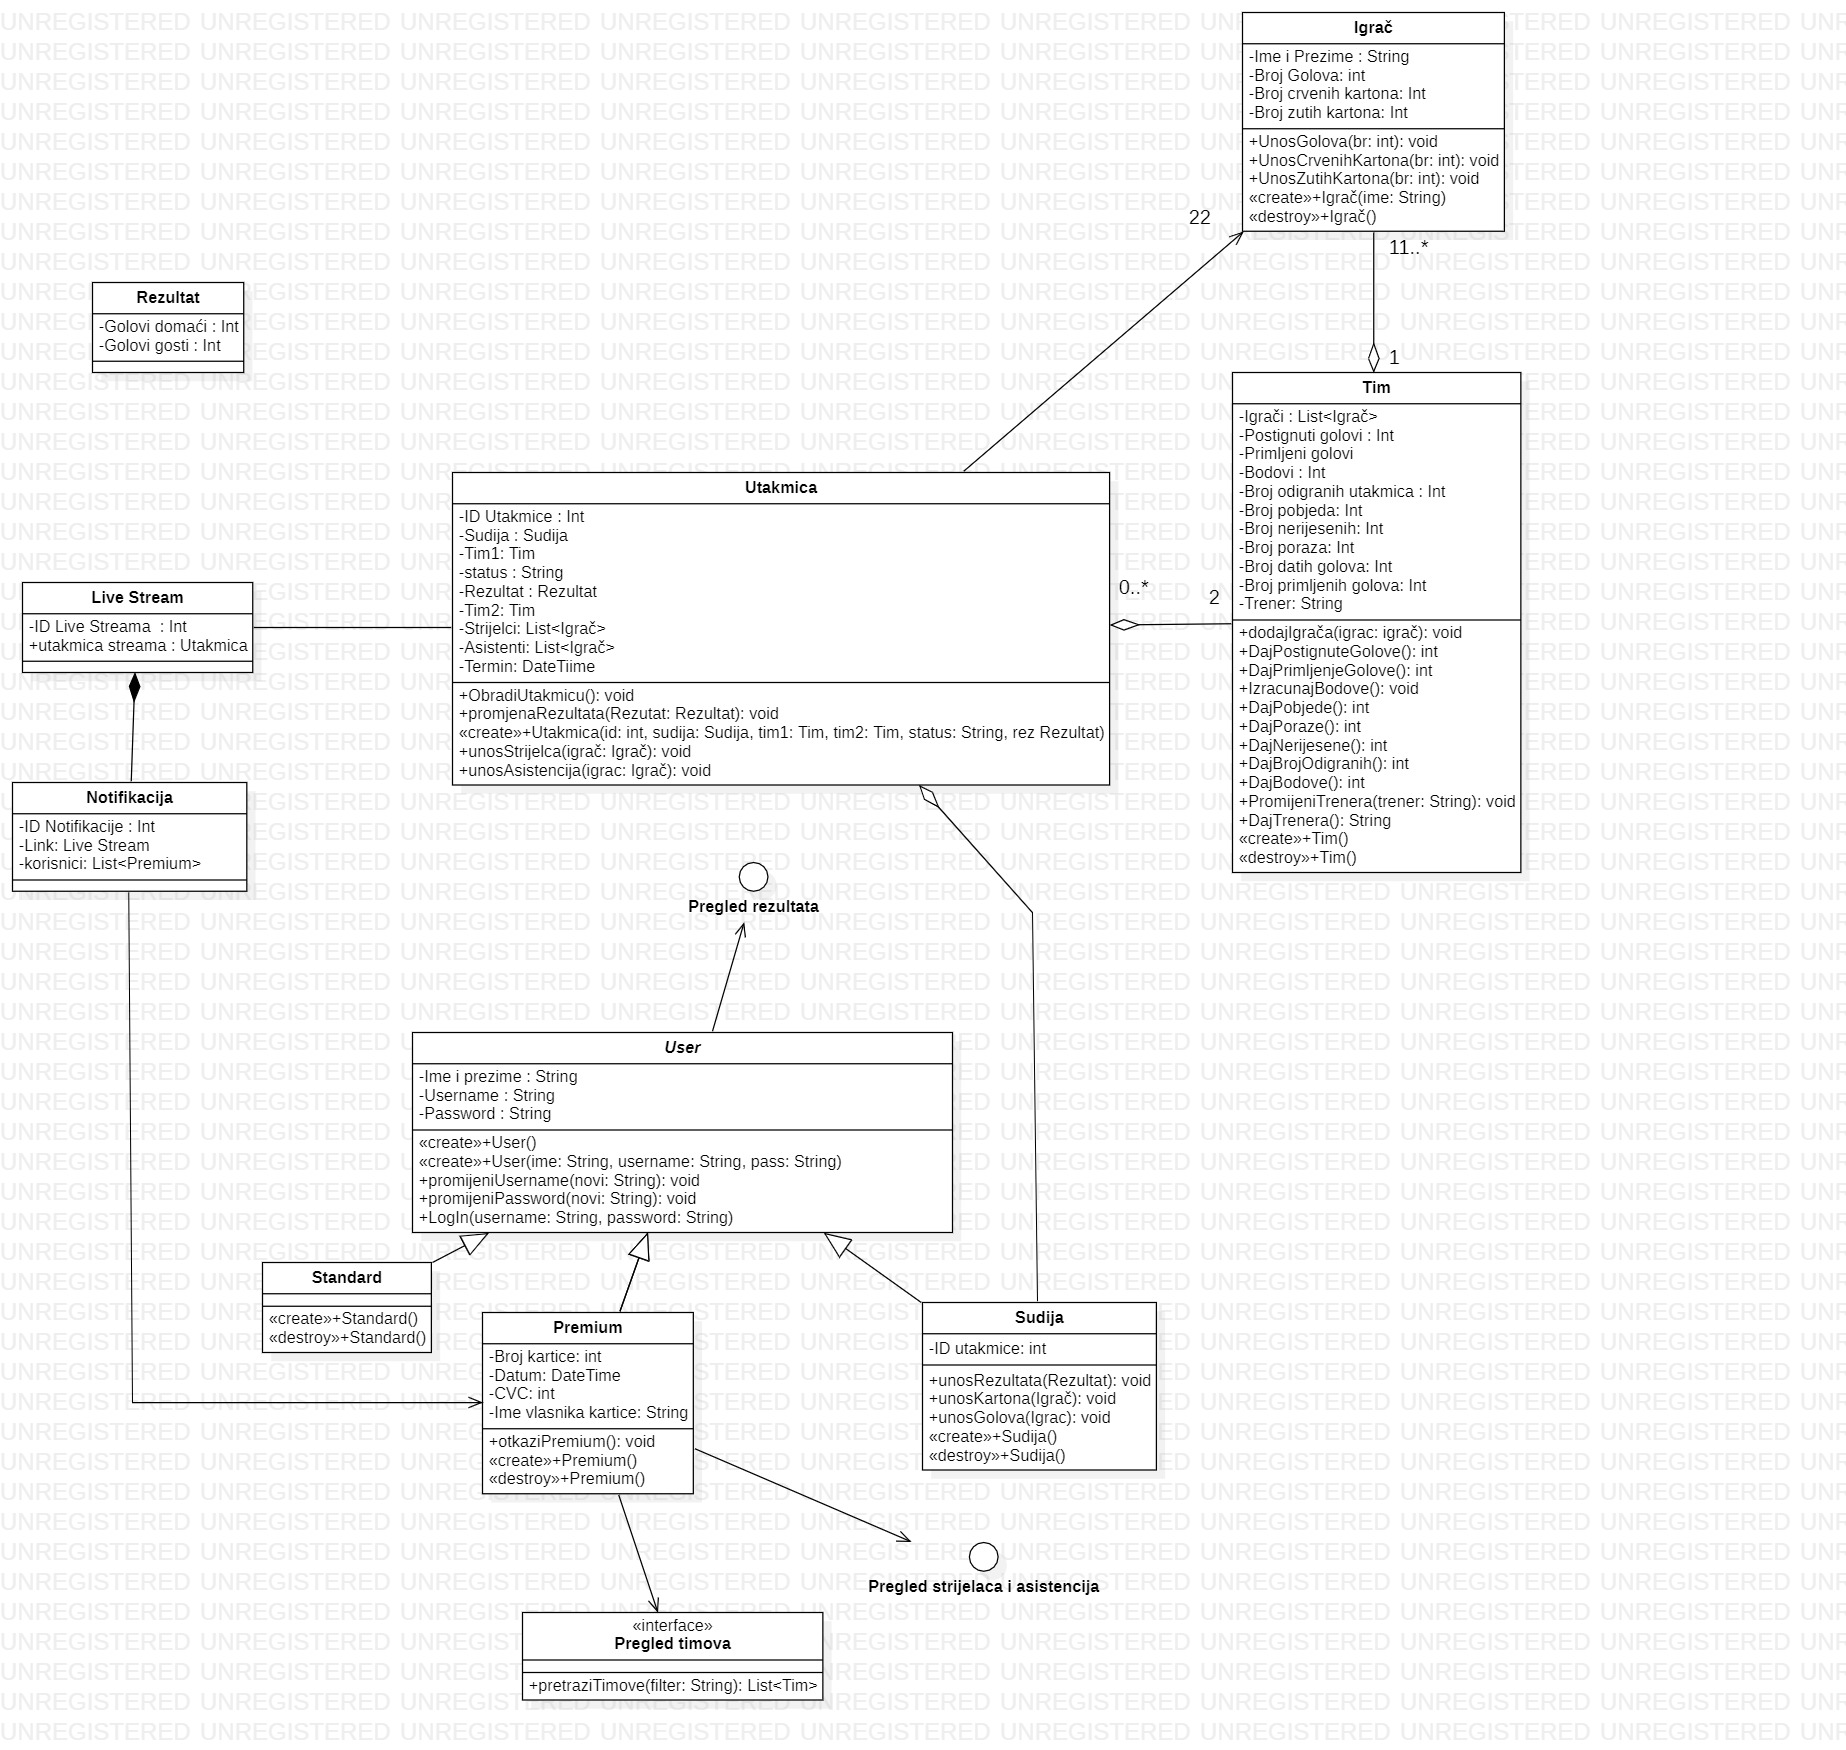 Igrač
-Ime i Prezime : String
-Broj Golova: int
-Broj crvenih kartona: Int
-Broj zutih kartona: Int
+UnosGolova(br: int): void
+UnosCrvenihKartona(br: int): void
+UnosZutihKartona(br: int): void
«create»+Igrač(ime: String)
«destroy»+Igrač()
22
11..*
1
Rezultat
-Golovi domaći : Int
-Golovi gosti : Int
Tim
-Igrači : List<Igrač>
-Postignuti golovi : Int
-Primljeni golovi
-Bodovi : Int
-Broj odigranih utakmica : Int
-Broj pobjeda: Int
-Broj nerijesenih: Int
-Broj poraza: Int
-Broj datih golova: Int
-Broj primljenih golova: Int
-Trener: String
+dodajIgrača(igrac: igrač): void
+DajPostignuteGolove(): int
+DajPrimljenjeGolove(): int
+IzracunajBodove(): void
+DajPobjede(): int
+DajPoraze(): int
+DajNerijesene(): int
+DajBrojOdigranih(): int
+DajBodove(): int
+PromijeniTrenera(trener: String): void
+DajTrenera(): String
«create»+Tim()
«destroy»+Tim()
Utakmica
-ID Utakmice : Int
-Sudija : Sudija
-Tim1: Tim
-status : String
-Rezultat : Rezultat
-Tim2: Tim
-Strijelci: List<Igrač>
-Asistenti: List<Igrač>
-Termin: DateTiime
+ObradiUtakmicu(): void
+promjenaRezultata(Rezutat: Rezultat): void
«create»+Utakmica(id: int, sudija: Sudija, tim1: Tim, tim2: Tim, status: String, rez Rezultat)
+unosStrijelca(igrač: Igrač): void
+unosAsistencija(igrac: Igrač): void
0..*
2
Live Stream
-ID Live Streama : Int
+utakmica streama : Utakmica
Notifikacija
-ID Notifikacije : Int
-Link: Live Stream
-korisnici: List<Premium>
Pregled rezultata
User
-Ime i prezime : String
-Username : String
-Password : String
«create»+User()
«create»+User(ime: String, username: String, pass: String)
+promijeniUsername(novi: String): void
+promijeniPassword(novi: String): void
+LogIn(username: String, password: String)
Standard
«create»+Standard()
«destroy»+Standard()
Premium
-Broj kartice: int
-Datum: DateTime
-CVC: int
-Ime vlasnika kartice: String
+otkaziPremium(): void
«create»+Premium()
«destroy»+Premium()
Sudija
-ID utakmice: int
+unosRezultata(Rezultat): void
+unosKartona(Igrač): void
+unosGolova(Igrac): void
«create»+Sudija()
«destroy»+Sudija()
Pregled strijelaca i asistencija
«interface»
Pregled timova
+pretraziTimove(filter: String): List<Tim>
UNREGISTERED